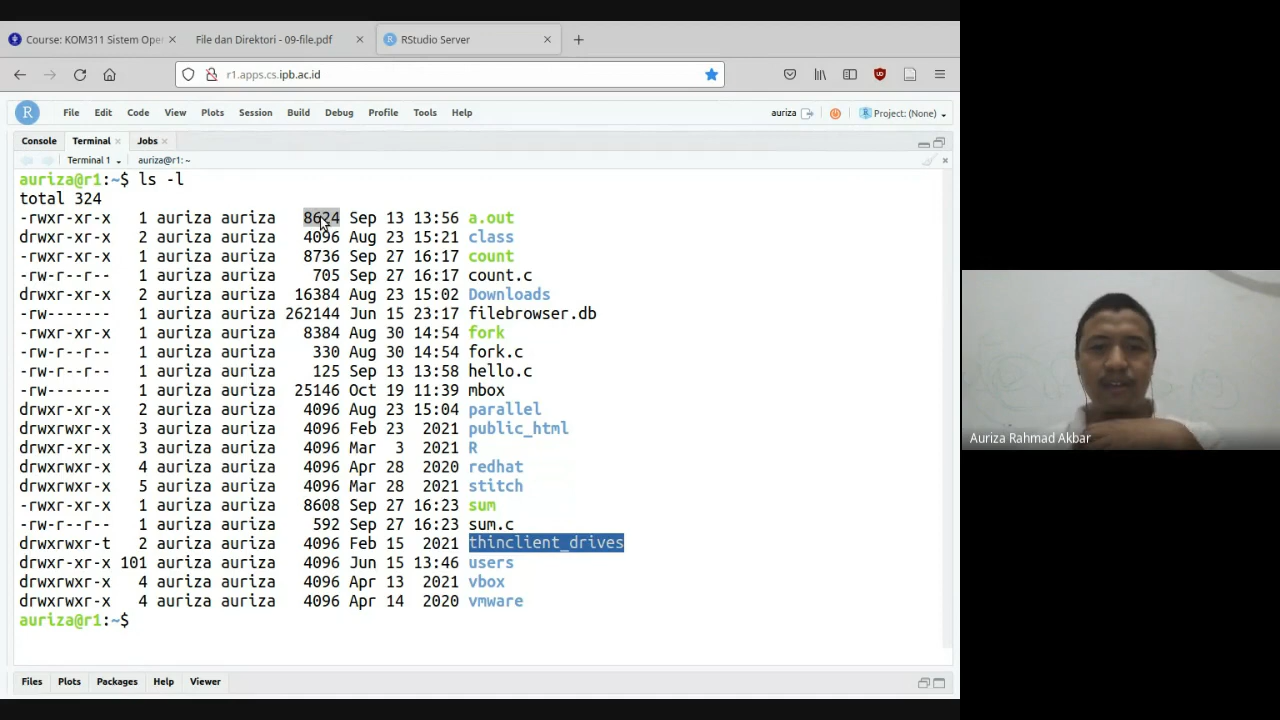 Course: KOM311 Sistem Oper
File dan Direktori - 09-file.pdf
RStudio Server
r1.apps.cs.ipb.ac.id
File Edit Code View Plots Session Build Debug Profile Tools Help
auriza
Project: (None)
Console Terminal Jobs
Terminal 1 auriza@r1: ~
auriza@r1:~$ ls -l
total 324
-rwxr-xr-x 1 auriza auriza 8624 Sep 13 13:56 a.out
drwxr-xr-x 2 auriza auriza 4096 Aug 23 15:21 class
-rwxr-xr-x 1 auriza auriza 8736 Sep 27 16:17 count
-rw-r--r-- 1 auriza auriza 705 Sep 27 16:17 count.c
drwxr-xr-x 2 auriza auriza 16384 Aug 23 15:02 Downloads
-rw------- 1 auriza auriza 262144 Jun 15 23:17 filebrowser.db
-rwxr-xr-x 1 auriza auriza 8384 Aug 30 14:54 fork
-rw-r--r-- 1 auriza auriza 330 Aug 30 14:54 fork.c
-rw-r--r-- 1 auriza auriza 125 Sep 13 13:58 hello.c
-rw------- 1 auriza auriza 25146 Oct 19 11:39 mbox
drwxr-xr-x 2 auriza auriza 4096 Aug 23 15:04 parallel
drwxrwxr-x 3 auriza auriza 4096 Feb 23 2021 public_html
drwxr-xr-x 3 auriza auriza 4096 Mar 3 2021 R
drwxrwxr-x 4 auriza auriza 4096 Apr 28 2020 redhat
drwxrwxr-x 5 auriza auriza 4096 Mar 28 2021 stitch
-rwxr-xr-x 1 auriza auriza 8608 Sep 27 16:23 sum
-rw-r--r-- 1 auriza auriza 592 Sep 27 16:23 sum.c
drwxrwxr-t 2 auriza auriza 4096 Feb 15 2021 thinclient_drives
drwxrwxr-x 101 auriza auriza 4096 Jun 15 13:46 users
drwxrwxr-x 4 auriza auriza 4096 Apr 13 2021 vbox
drwxrwxr-x 4 auriza auriza 4096 Apr 14 2020 vmware
auriza@r1:~$
Files Plots Packages Help Viewer
Auriza Rahmad Akbar